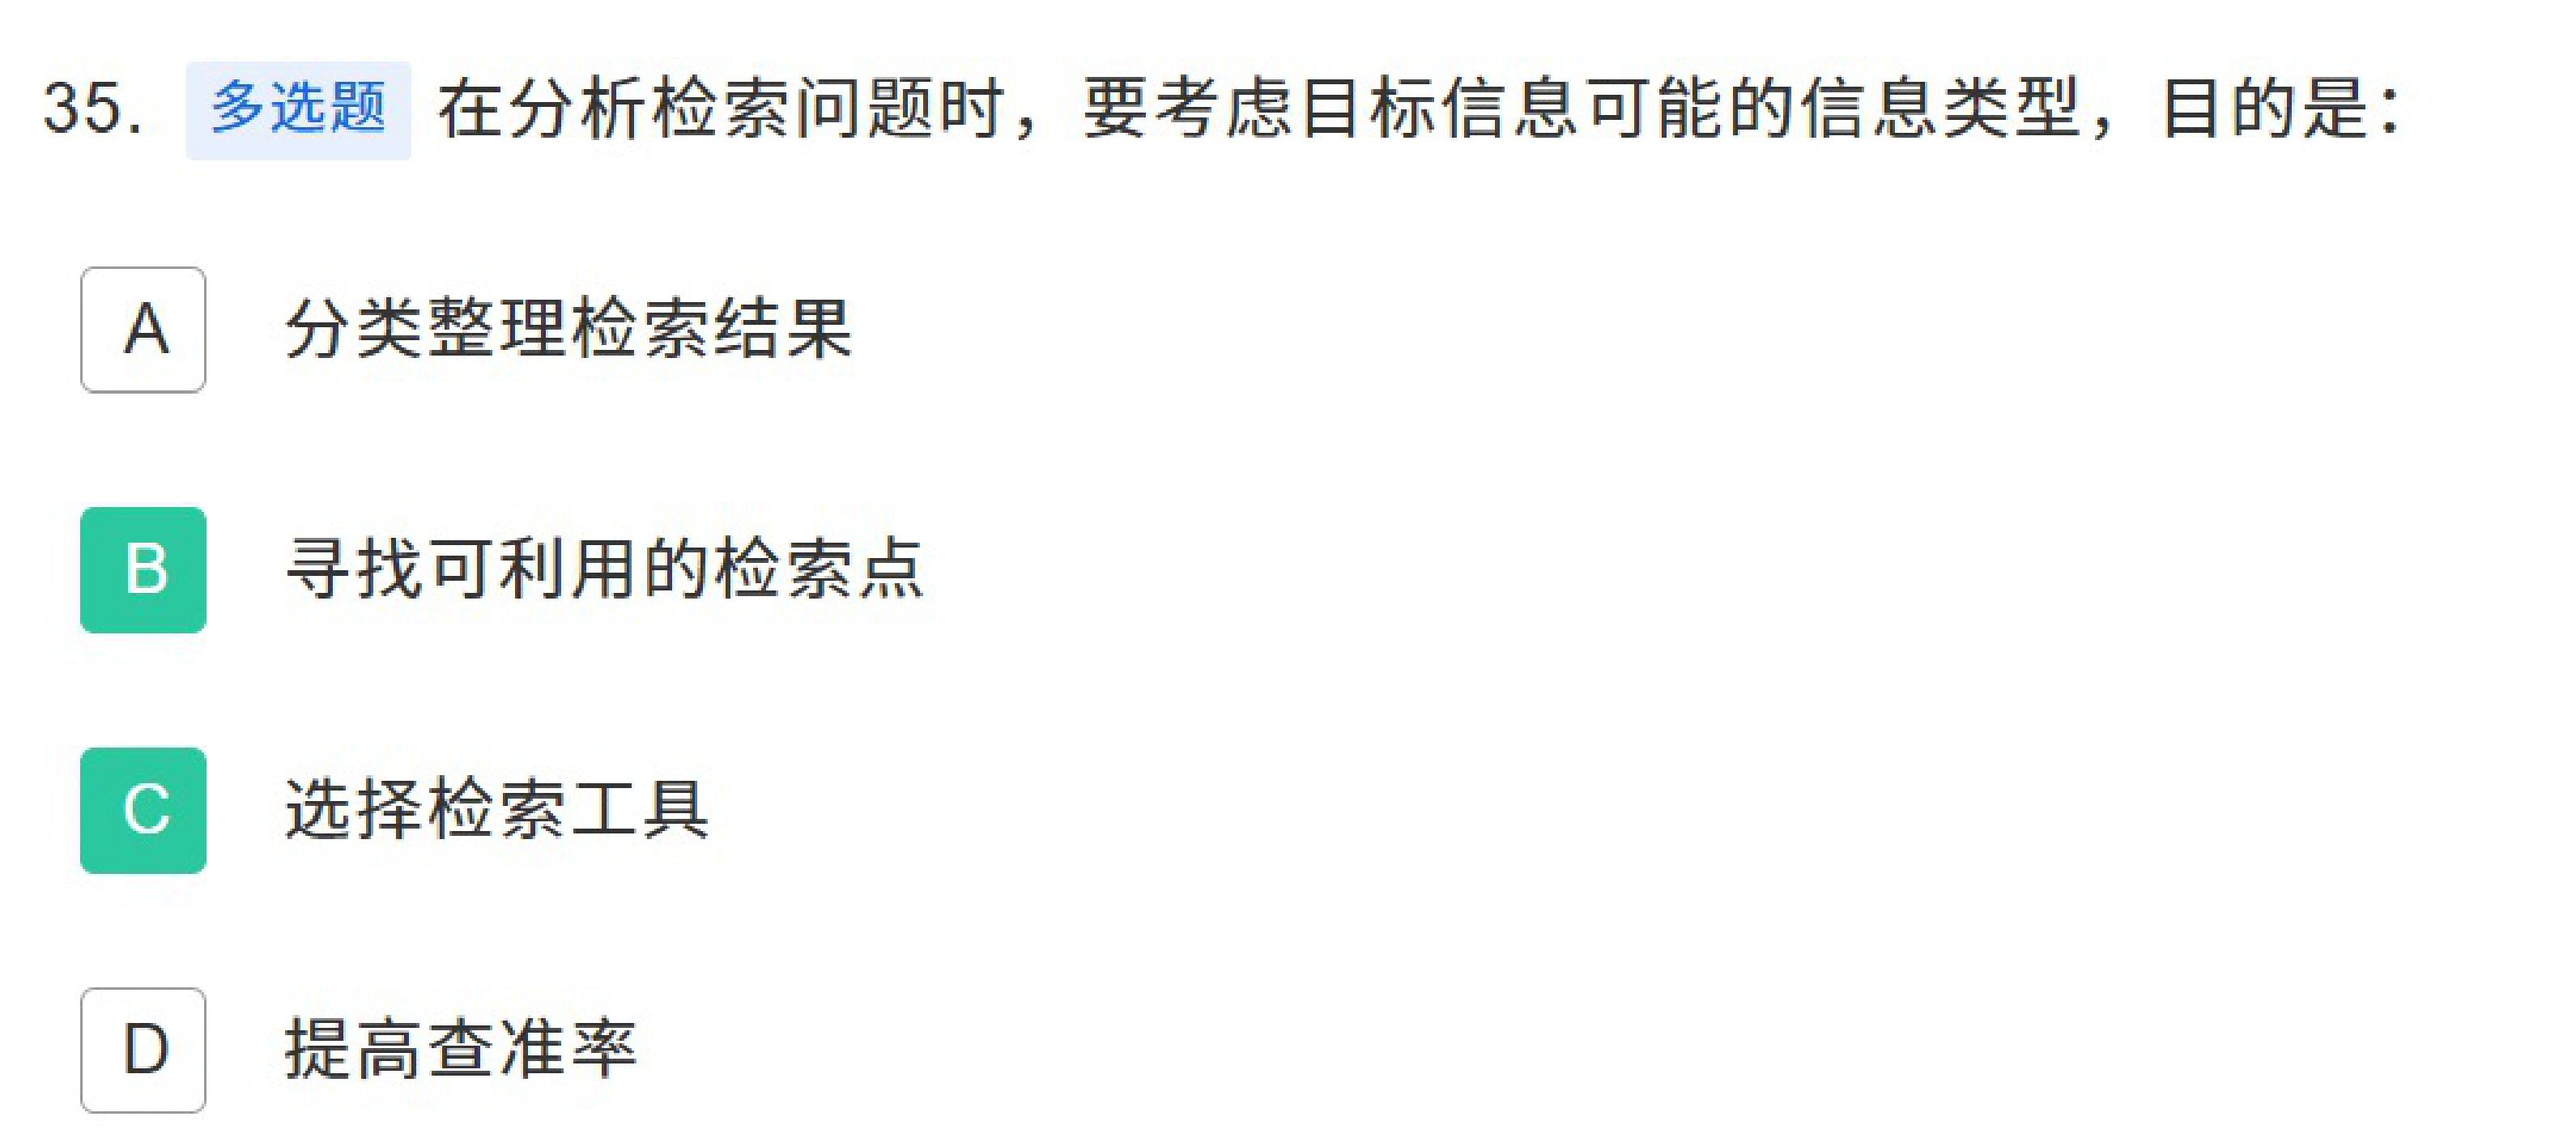 35. 多选题 在分析检索问题时，要考虑目标信息可能的信息类型，目的是：
A 分类整理检索结果
B 寻找可利用的检索点
C 选择检索工具
D 提高查准率